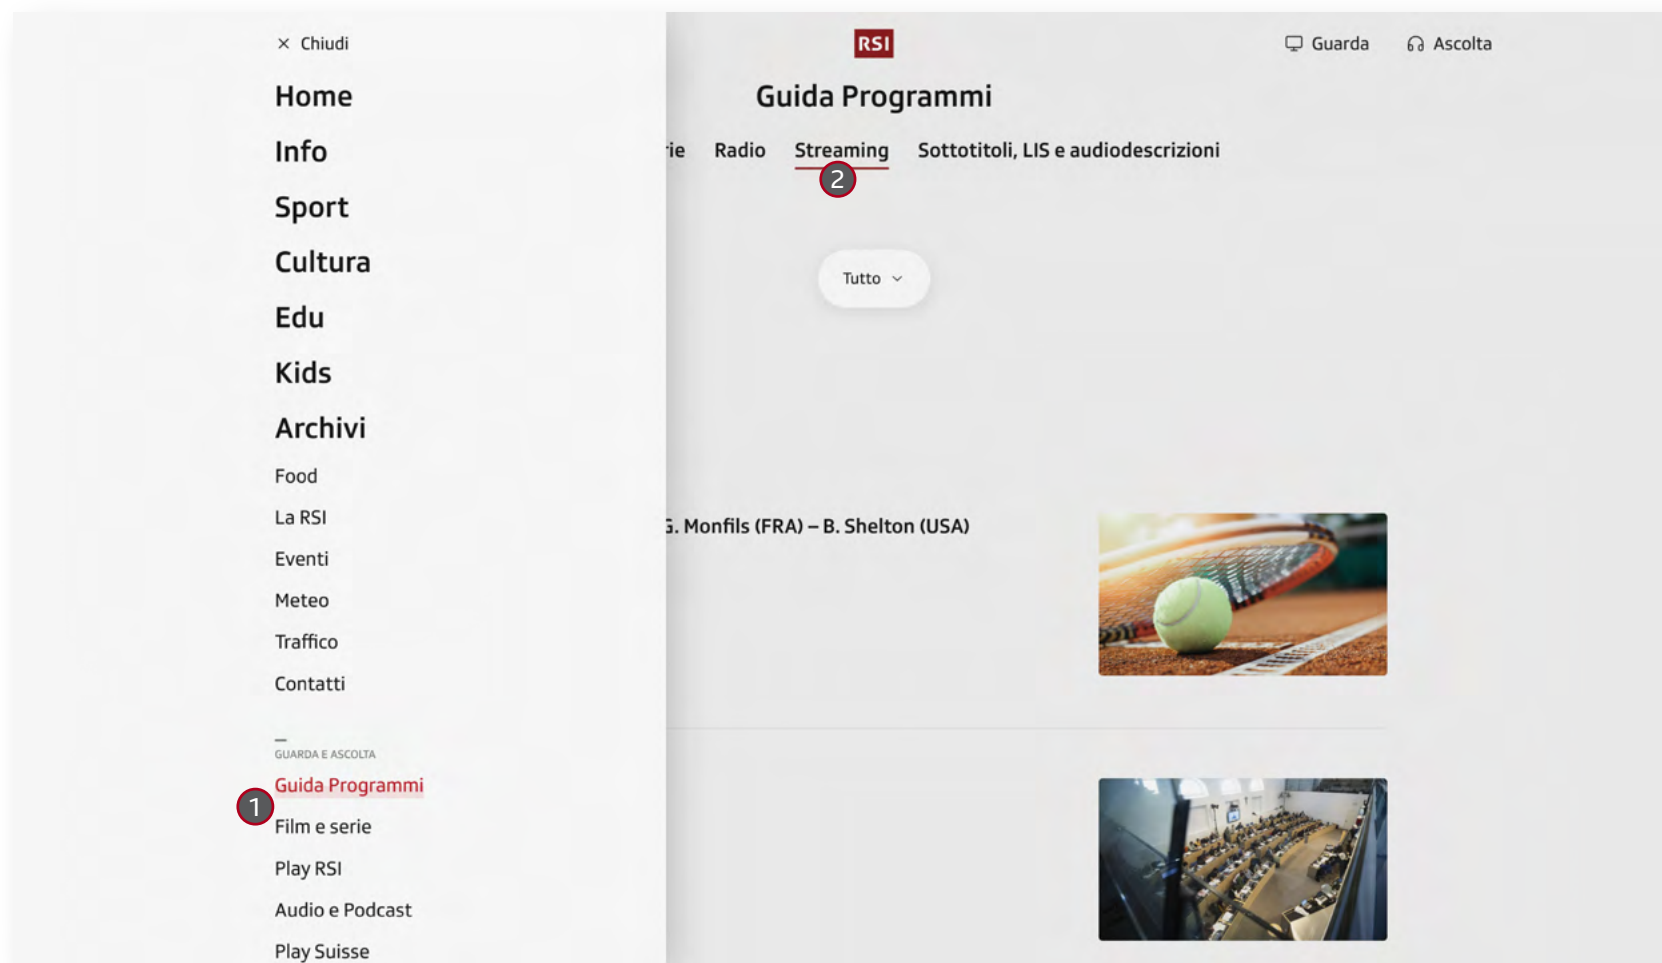 Chiudi
RSI
Guarda
Ascolta
Home
Guida Programmi
Info
rie Radio Streaming Sottotitoli, LIS e audiodescrizioni
2
Sport
Cultura
Tutto
Edu
Kids
Archivi
Food
La RSI
G. Monfils (FRA) – B. Shelton (USA)
Eventi
Meteo
Traffico
Contatti
GUARDA E ASCOLTA
Guida Programmi
1
Film e serie
Play RSI
Audio e Podcast
Play Suisse